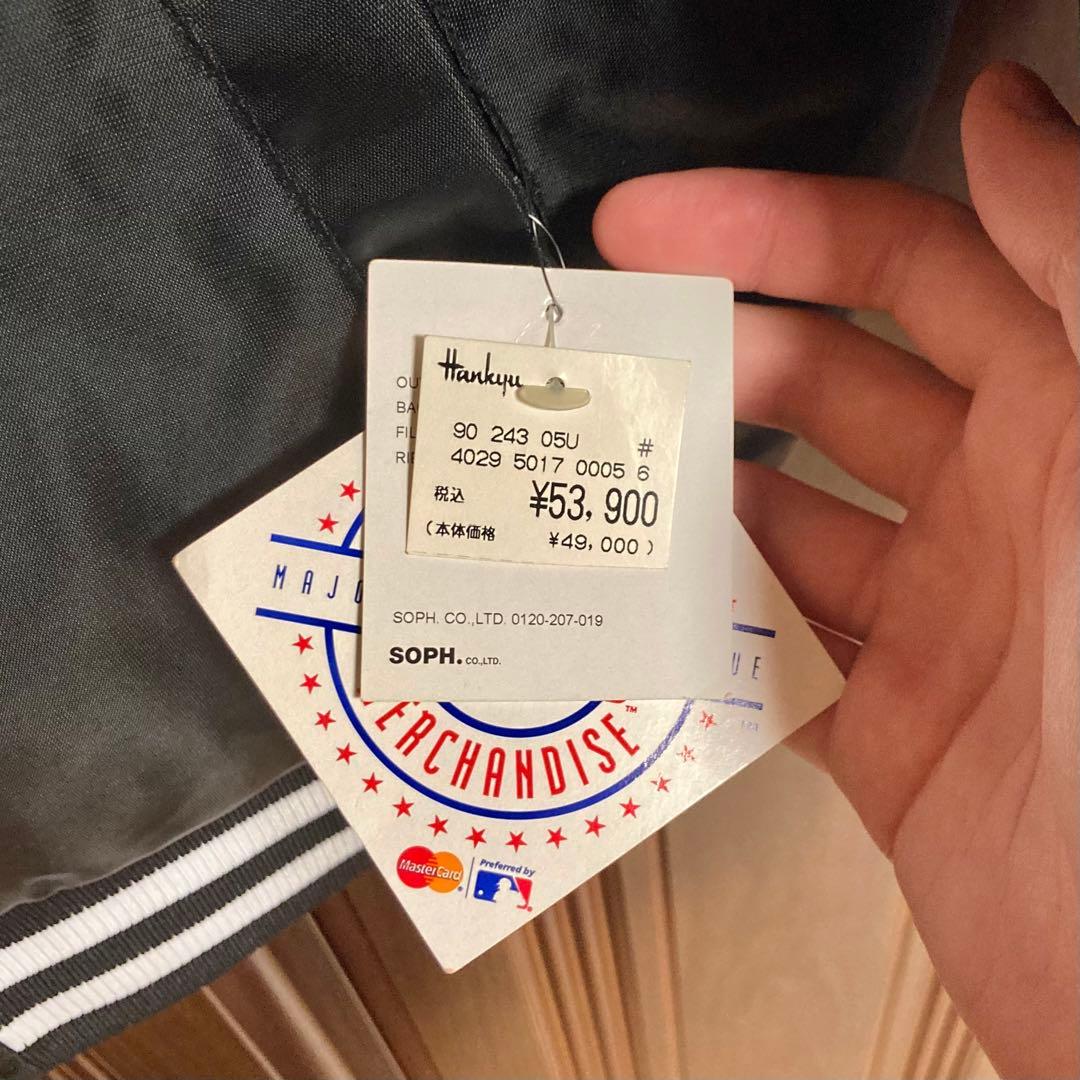 Hankyu
90 243 05U #
4029 5017 0005 6
税込 ¥53,900
(本体価格 ¥49,000)
SOPH. CO.,LTD. 0120-207-019
SOPH. CO.,LTD.
MERCHANDISE™
MasterCard
Preferred by